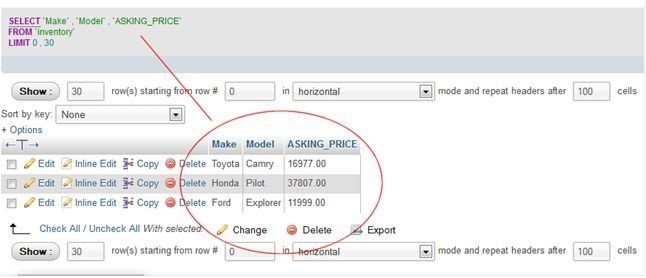 SELECT `Make` , `Model` , `ASKING_PRICE`
FROM `inventory`
LIMIT 0 , 30
Show : 30 row(s) starting from row # 0 in horizontal mode and repeat headers after 100 cells
Sort by key: None
+ Options
←T→ Make Model ASKING_PRICE
Edit Inline Edit Copy Delete Toyota Camry 16977.00
Edit Inline Edit Copy Delete Honda Pilot 37807.00
Edit Inline Edit Copy Delete Ford Explorer 11999.00
Check All / Uncheck All With selected: Change Delete Export
Show : 30 row(s) starting from row # 0 in horizontal mode and repeat headers after 100 cells